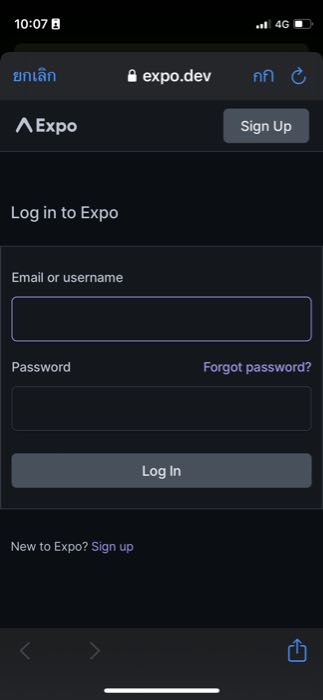 10:07
4G
ยกเลิก
expo.dev
กก
Expo
Sign Up
Log in to Expo
Email or username
Password
Forgot password?
Log In
New to Expo? Sign up